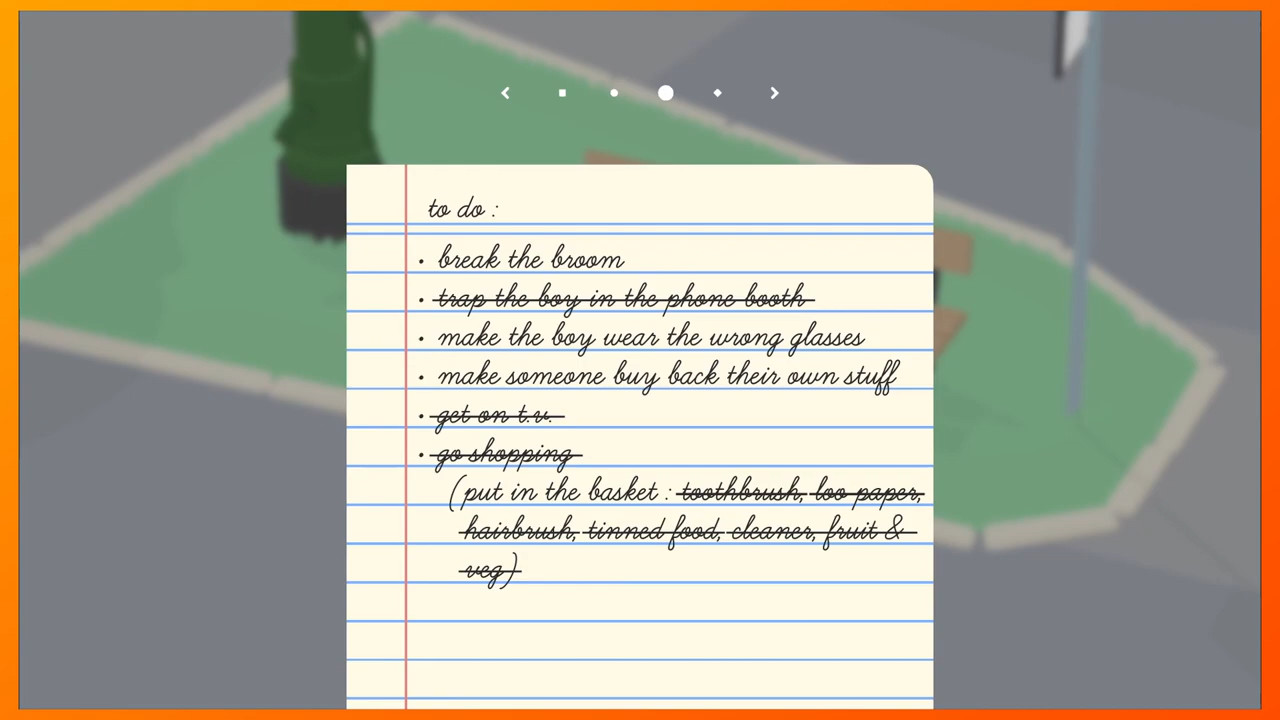 to do :
• break the broom
• trap the boy in the phone booth
• make the boy wear the wrong glasses
• make someone buy back their own stuff
• get on t.v.
• go shopping
(put in the basket : toothbrush, loo paper,
hairbrush, tinned food, cleaner, fruit &
veg)